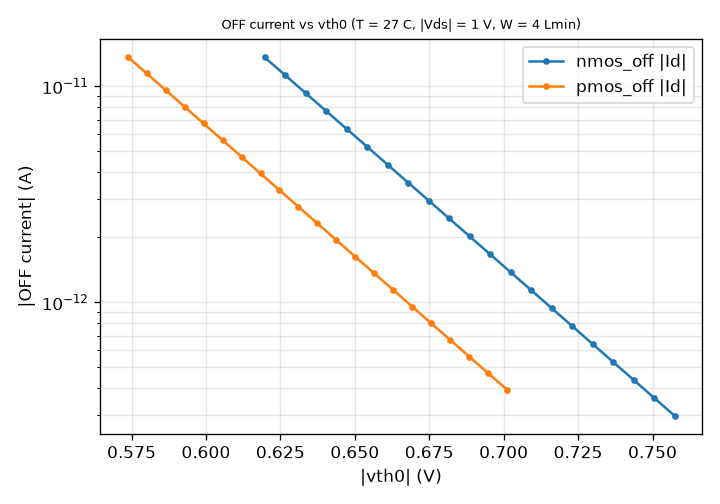 OFF current vs vth0 (T = 27 C, |Vds| = 1 V, W = 4 Lmin)
nmos_off |Id|
pmos_off |Id|
|OFF current| (A)
10⁻¹¹
10⁻¹²
0.575 0.600 0.625 0.650 0.675 0.700 0.725 0.750
|vth0| (V)